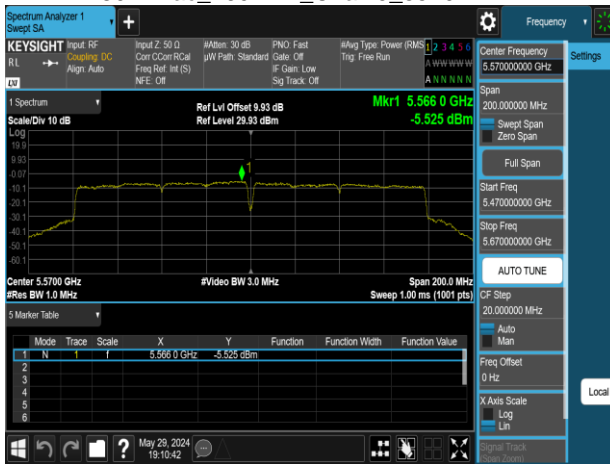 Spectrum Analyzer 1
Swept SA
Frequency
KEYSIGHT
RL
LXI
Input: RF
Coupling: DC
Align: Auto
Input Z: 50 Ω
Corr CCorr RCal
Freq Ref: Int (S)
NFE: Off
#Atten: 30 dB
µW Path: Standard
PNO: Fast
Gate: Off
IF Gain: Low
Sig Track: Off
#Avg Type: Power (RMS
Trig: Free Run
1 2 3 4 5 6
A W W W W W
A N N N N N
Settings
1 Spectrum
Scale/Div 10 dB
Ref Lvl Offset 9.93 dB
Ref Level 29.93 dBm
Mkr1 5.566 0 GHz
-5.525 dBm
Log
19.9
9.93
-0.07
-10.1
-20.1
-30.1
-40.1
-50.1
-60.1
1
Center 5.5700 GHz
#Res BW 1.0 MHz
#Video BW 3.0 MHz
Span 200.0 MHz
Sweep 1.00 ms (1001 pts)
5 Marker Table
Mode Trace Scale X Y Function Function Width Function Value
1 N 1 f 5.566 0 GHz -5.525 dBm
2
3
4
5
6
Center Frequency
5.570000000 GHz
Span
200.000000 MHz
Swept Span
Zero Span
Full Span
Start Freq
5.470000000 GHz
Stop Freq
5.670000000 GHz
AUTO TUNE
CF Step
20.000000 MHz
Auto
Man
Freq Offset
0 Hz
X Axis Scale
Log
Lin
Signal Track
(Span Zoom)
Local
May 29, 2024
19:10:42